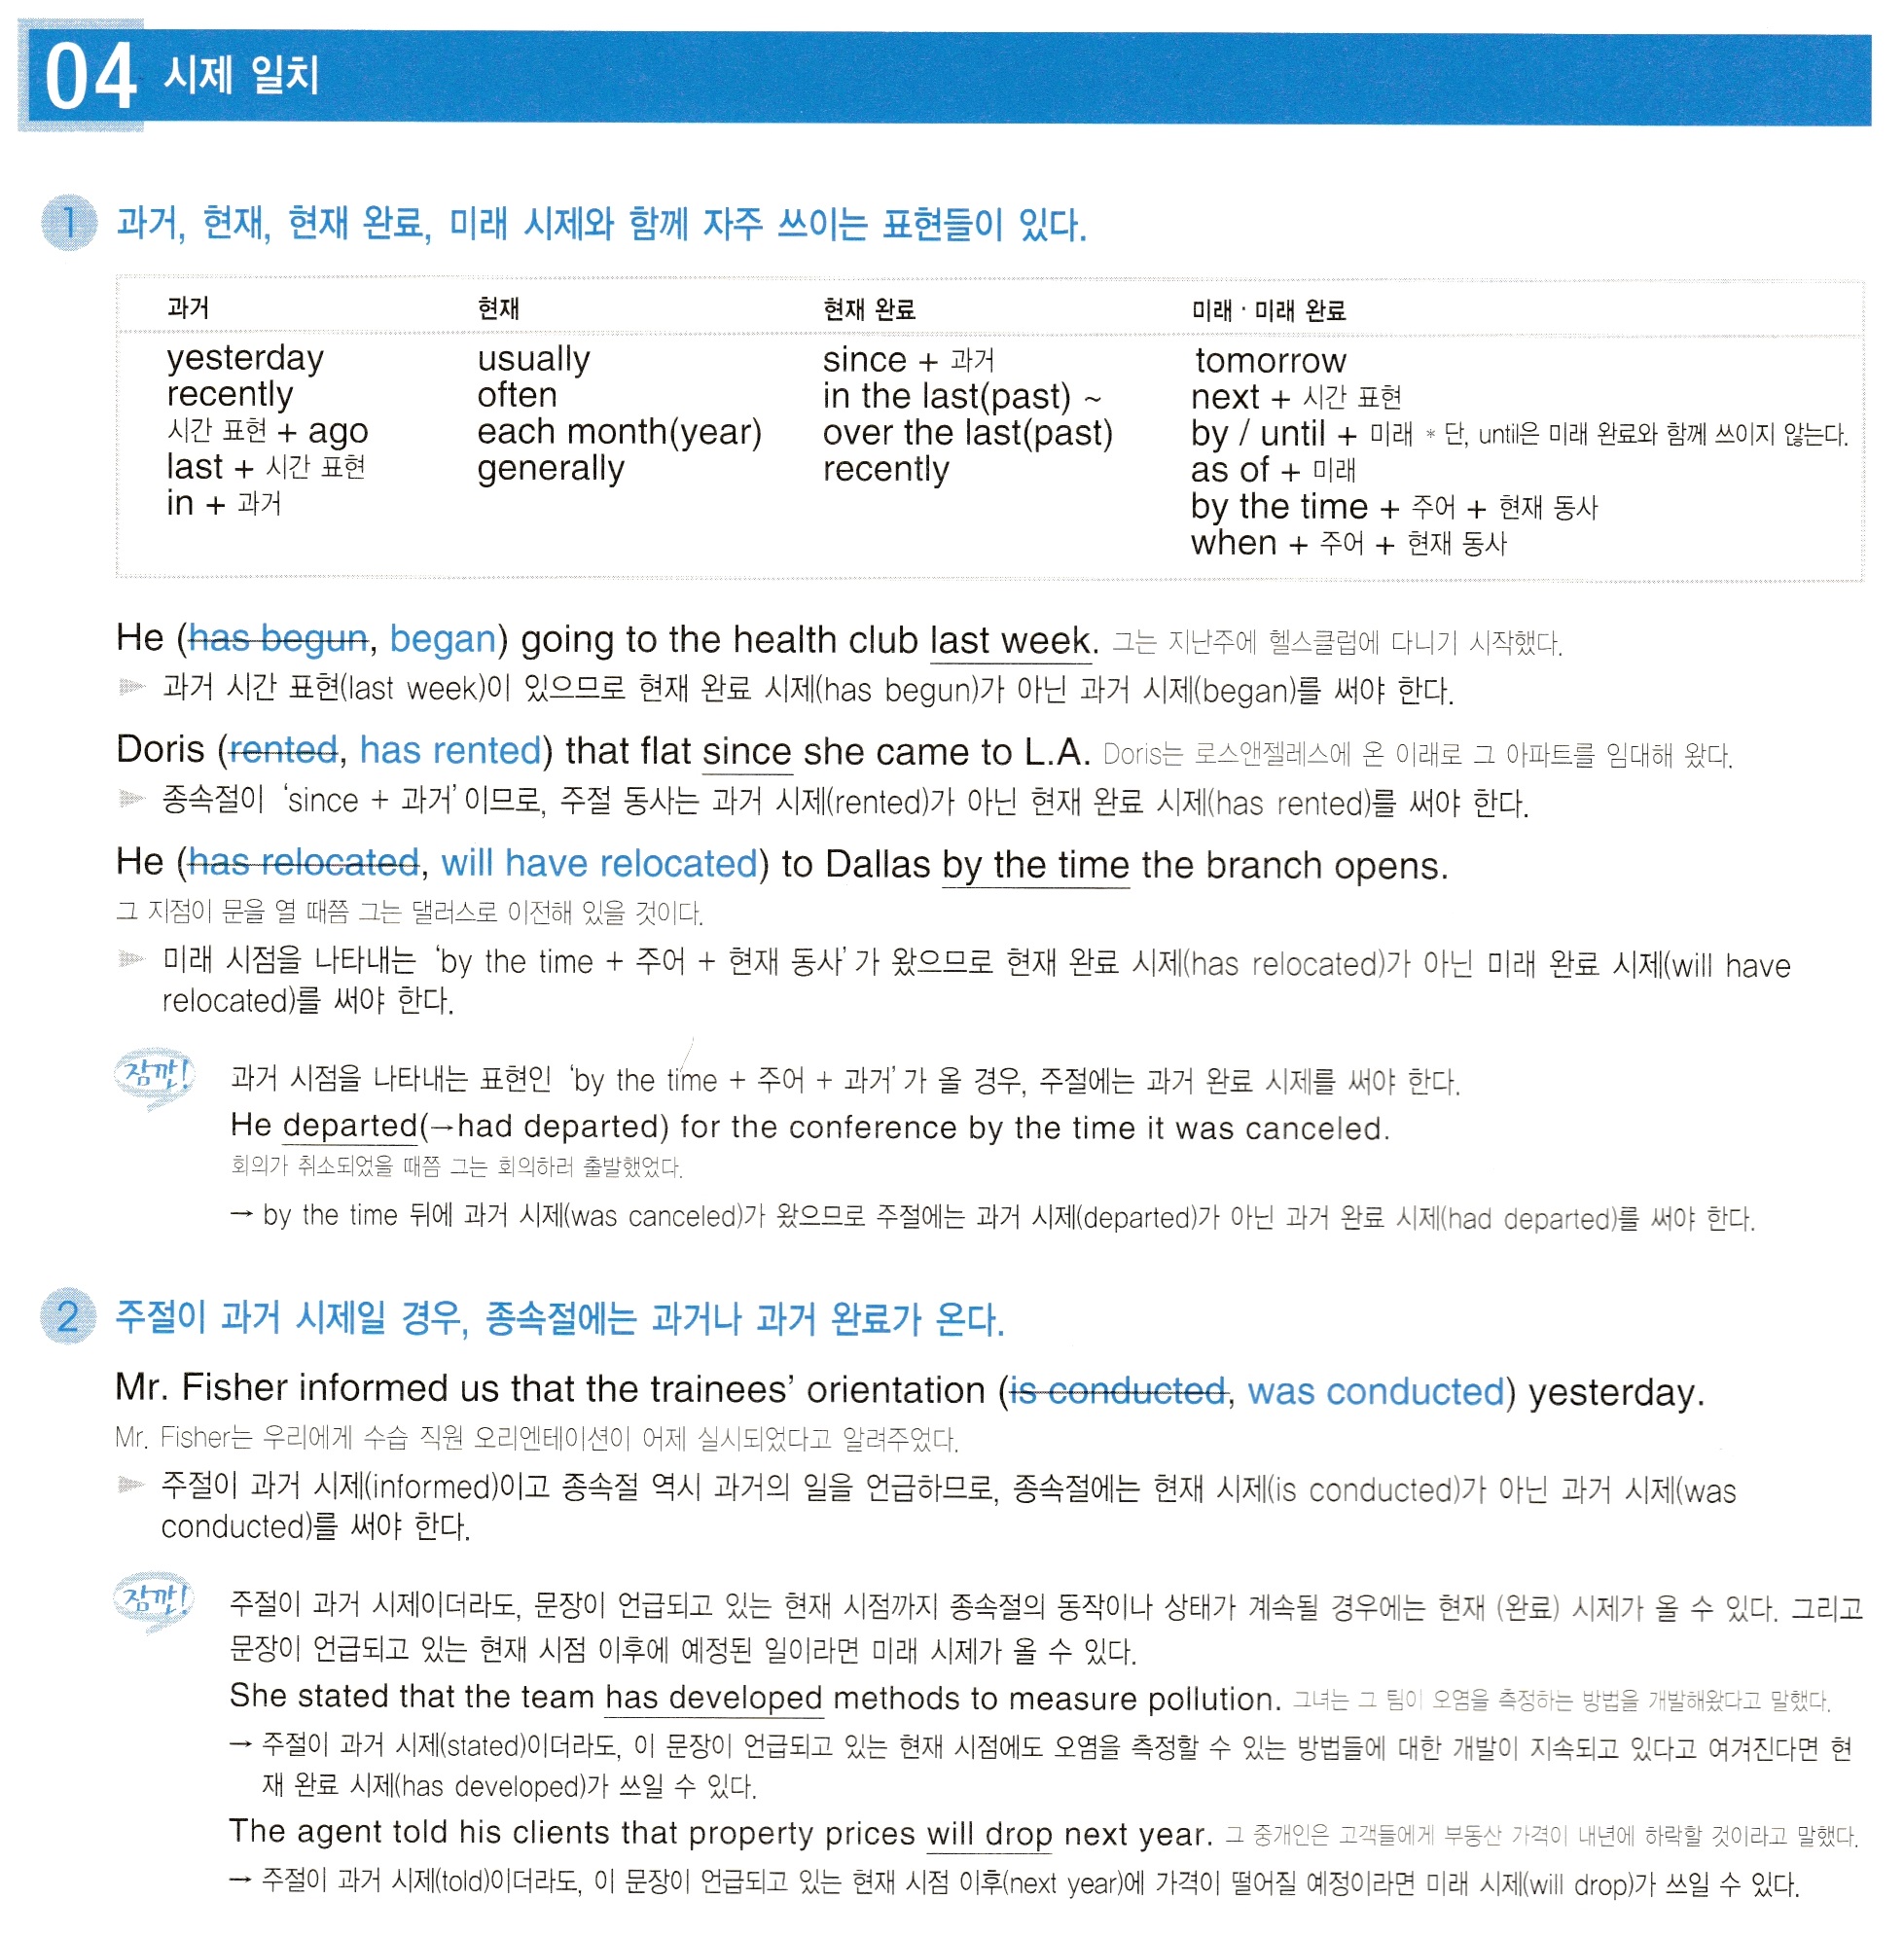 04 시제 일치
1 과거, 현재, 현재 완료, 미래 시제와 함께 자주 쓰이는 표현들이 있다.
과거 현재 현재 완료 미래 · 미래 완료
yesterday usually since + 과거 tomorrow
recently often in the last(past) ~ next + 시간 표현
시간 표현 + ago each month(year) over the last(past) by / until + 미래 * 단, until은 미래 완료와 함께 쓰이지 않는다.
last + 시간 표현 generally recently as of + 미래
in + 과거 by the time + 주어 + 현재 동사
when + 주어 + 현재 동사
He (has begun, began) going to the health club last week. 그는 지난주에 헬스클럽에 다니기 시작했다.
▶ 과거 시간 표현(last week)이 있으므로 현재 완료 시제(has begun)가 아닌 과거 시제(began)를 써야 한다.
Doris (rented, has rented) that flat since she came to L.A. Doris는 로스앤젤레스에 온 이래로 그 아파트를 임대해 왔다.
▶ 종속절이 ‘since + 과거’이므로, 주절 동사는 과거 시제(rented)가 아닌 현재 완료 시제(has rented)를 써야 한다.
He (has relocated, will have relocated) to Dallas by the time the branch opens.
그 지점이 문을 열 때쯤 그는 댈러스로 이전해 있을 것이다.
▶ 미래 시점을 나타내는 ‘by the time + 주어 + 현재 동사’가 왔으므로 현재 완료 시제(has relocated)가 아닌 미래 완료 시제(will have
relocated)를 써야 한다.
잠깐! 과거 시점을 나타내는 표현인 ‘by the time + 주어 + 과거’가 올 경우, 주절에는 과거 완료 시제를 써야 한다.
He departed(→had departed) for the conference by the time it was canceled.
회의가 취소되었을 때쯤 그는 회의하러 출발했었다.
→ by the time 뒤에 과거 시제(was canceled)가 왔으므로 주절에는 과거 시제(departed)가 아닌 과거 완료 시제(had departed)를 써야 한다.
2 주절이 과거 시제일 경우, 종속절에는 과거나 과거 완료가 온다.
Mr. Fisher informed us that the trainees’ orientation (is conducted, was conducted) yesterday.
Mr. Fisher는 우리에게 수습 직원 오리엔테이션이 어제 실시되었다고 알려주었다.
▶ 주절이 과거 시제(informed)이고 종속절 역시 과거의 일을 언급하므로, 종속절에는 현재 시제(is conducted)가 아닌 과거 시제(was
conducted)를 써야 한다.
잠깐! 주절이 과거 시제이더라도, 문장이 언급되고 있는 현재 시점까지 종속절의 동작이나 상태가 계속될 경우에는 현재 (완료) 시제가 올 수 있다. 그리고
문장이 언급되고 있는 현재 시점 이후에 예정된 일이라면 미래 시제가 올 수 있다.
She stated that the team has developed methods to measure pollution. 그녀는 그 팀이 오염을 측정하는 방법을 개발해왔다고 말했다.
→ 주절이 과거 시제(stated)이더라도, 이 문장이 언급되고 있는 현재 시점에도 오염을 측정할 수 있는 방법들에 대한 개발이 지속되고 있다고 여겨진다면 현
재 완료 시제(has developed)가 쓰일 수 있다.
The agent told his clients that property prices will drop next year. 그 중개인은 고객들에게 부동산 가격이 내년에 하락할 것이라고 말했다.
→ 주절이 과거 시제(told)이더라도, 이 문장이 언급되고 있는 현재 시점 이후(next year)에 가격이 떨어질 예정이라면 미래 시제(will drop)가 쓰일 수 있다.